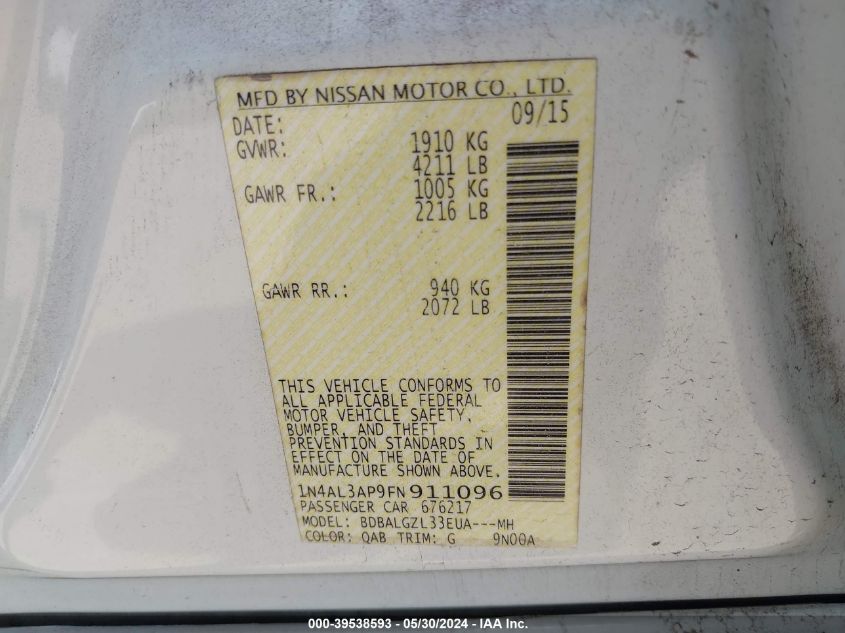 MFD BY NISSAN MOTOR CO., LTD.
DATE: 09/15
GVWR: 1910 KG
4211 LB
GAWR FR.: 1005 KG
2216 LB
GAWR RR.: 940 KG
2072 LB
THIS VEHICLE CONFORMS TO
ALL APPLICABLE FEDERAL
MOTOR VEHICLE SAFETY,
BUMPER, AND THEFT
PREVENTION STANDARDS IN
EFFECT ON THE DATE OF
MANUFACTURE SHOWN ABOVE.
1N4AL3AP9FN911096
PASSENGER CAR 676217
MODEL: BDBALGZL33EUA---MH
COLOR: QAB TRIM: G 9N00A
000-39538593 - 05/30/2024 - IAA Inc.